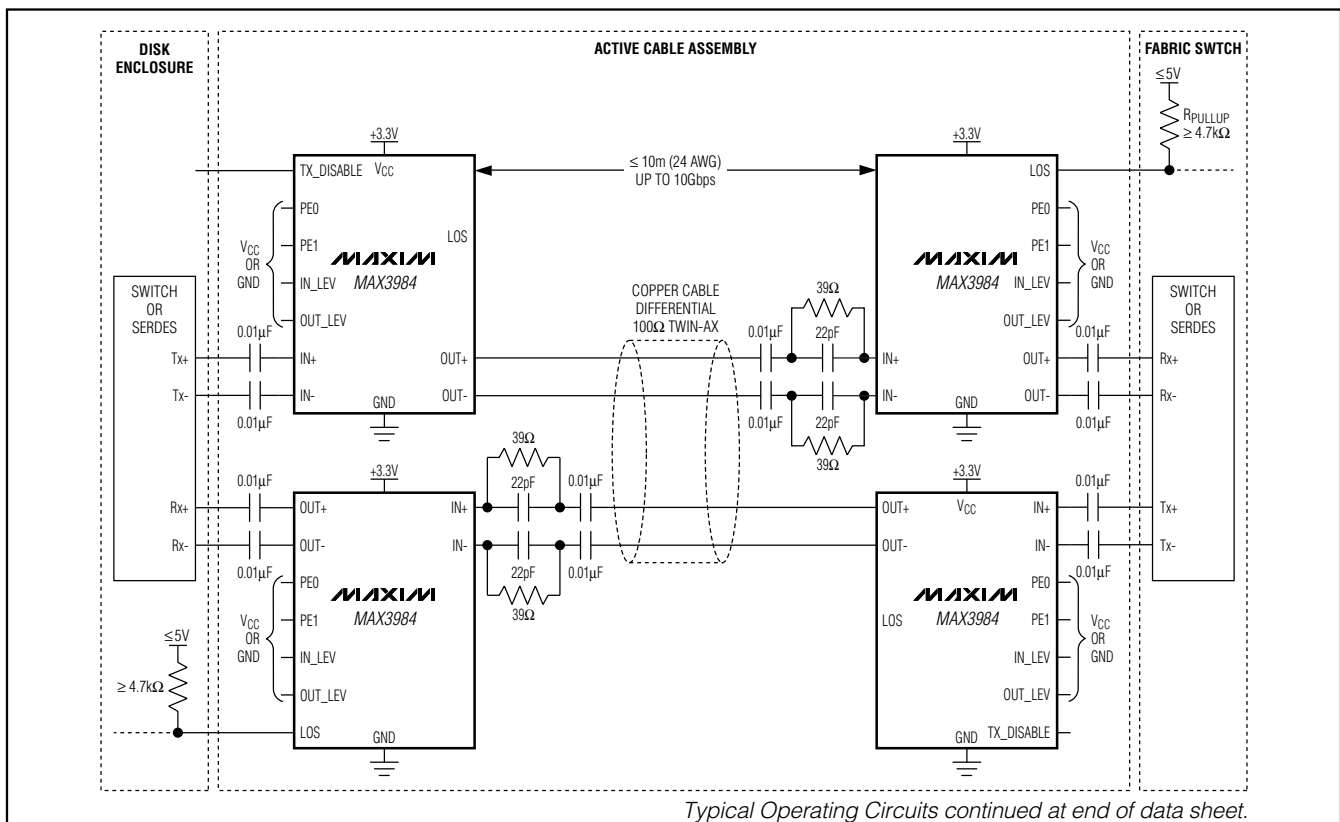 DISK
ENCLOSURE
ACTIVE CABLE ASSEMBLY
FABRIC SWTCH
≤5V
RPULLUP
≥ 4.7kΩ
+3.3V
+3.3V
TX_DISABLE
VCC
≤ 10m (24 AWG)
UP TO 10Gbps
LOS
PE0
PE1
IN_LEV
OUT_LEV
VCC
OR
GND
LOS
MAXIM
MAX3984
MAXIM
MAX3984
PE0
PE1
IN_LEV
OUT_LEV
VCC
OR
GND
SWITCH
OR
SERDES
COPPER CABLE
DIFFERENTIAL
100Ω TWIN-AX
39Ω
SWITCH
OR
SERDES
0.01µF
0.01µF
22pF
0.01µF
Tx+
IN+
OUT+
IN+
OUT+
Rx+
Tx-
IN-
OUT-
IN-
OUT-
Rx-
0.01µF
GND
0.01µF
22pF
GND
0.01µF
39Ω
39Ω
+3.3V
+3.3V
0.01µF
22pF
0.01µF
0.01µF
Rx+
OUT+
IN+
OUT+
VCC
IN+
Tx+
Rx-
OUT-
IN-
OUT-
IN-
Tx-
0.01µF
22pF
0.01µF
0.01µF
39Ω
PE0
PE1
IN_LEV
OUT_LEV
VCC
OR
GND
MAXIM
MAX3984
LOS
MAXIM
MAX3984
PE0
PE1
IN_LEV
OUT_LEV
VCC
OR
GND
≤5V
≥ 4.7kΩ
LOS
GND
GND
TX_DISABLE
Typical Operating Circuits continued at end of data sheet.